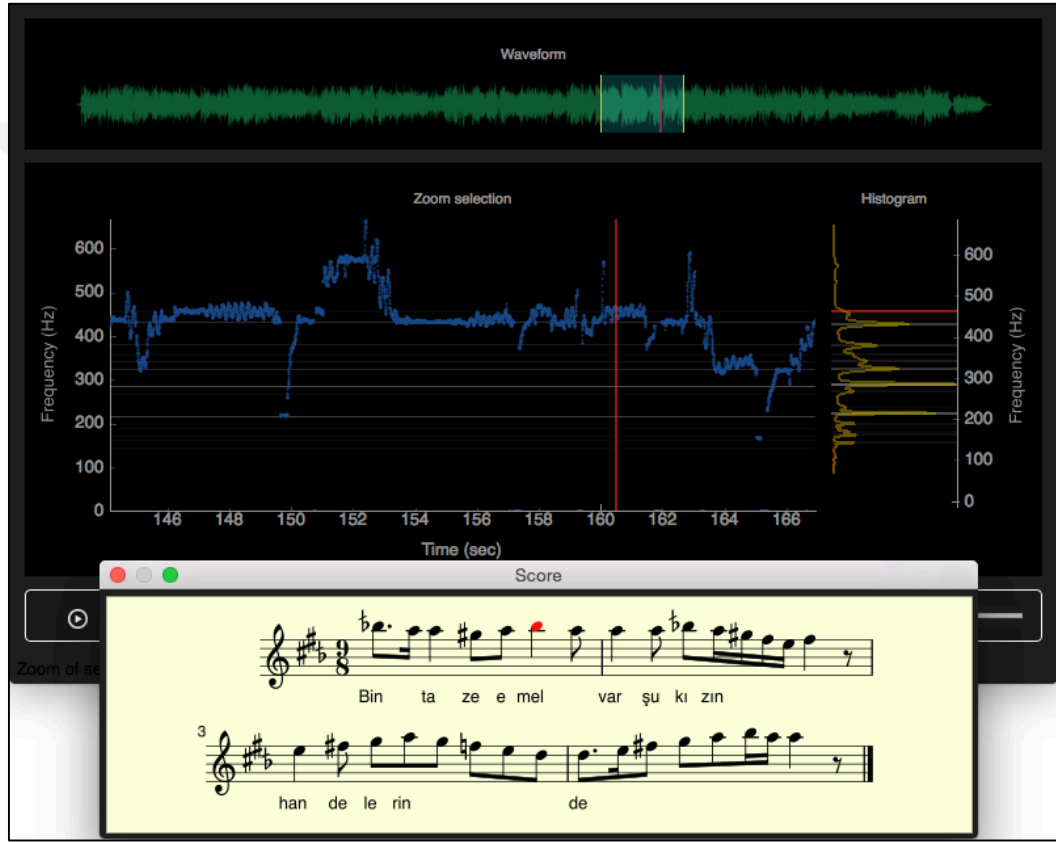 Waveform
Zoom selection
Histogram
600
500
400
300
200
100
0
Frequency (Hz)
146 148 150 152 154 156 158 160 162 164 166
Time (sec)
600
500
400
300
200
100
0
Frequency (Hz)
Score
Zoom of se
9
8
Bin ta ze e mel var şu kı zın
3
han de le rin de